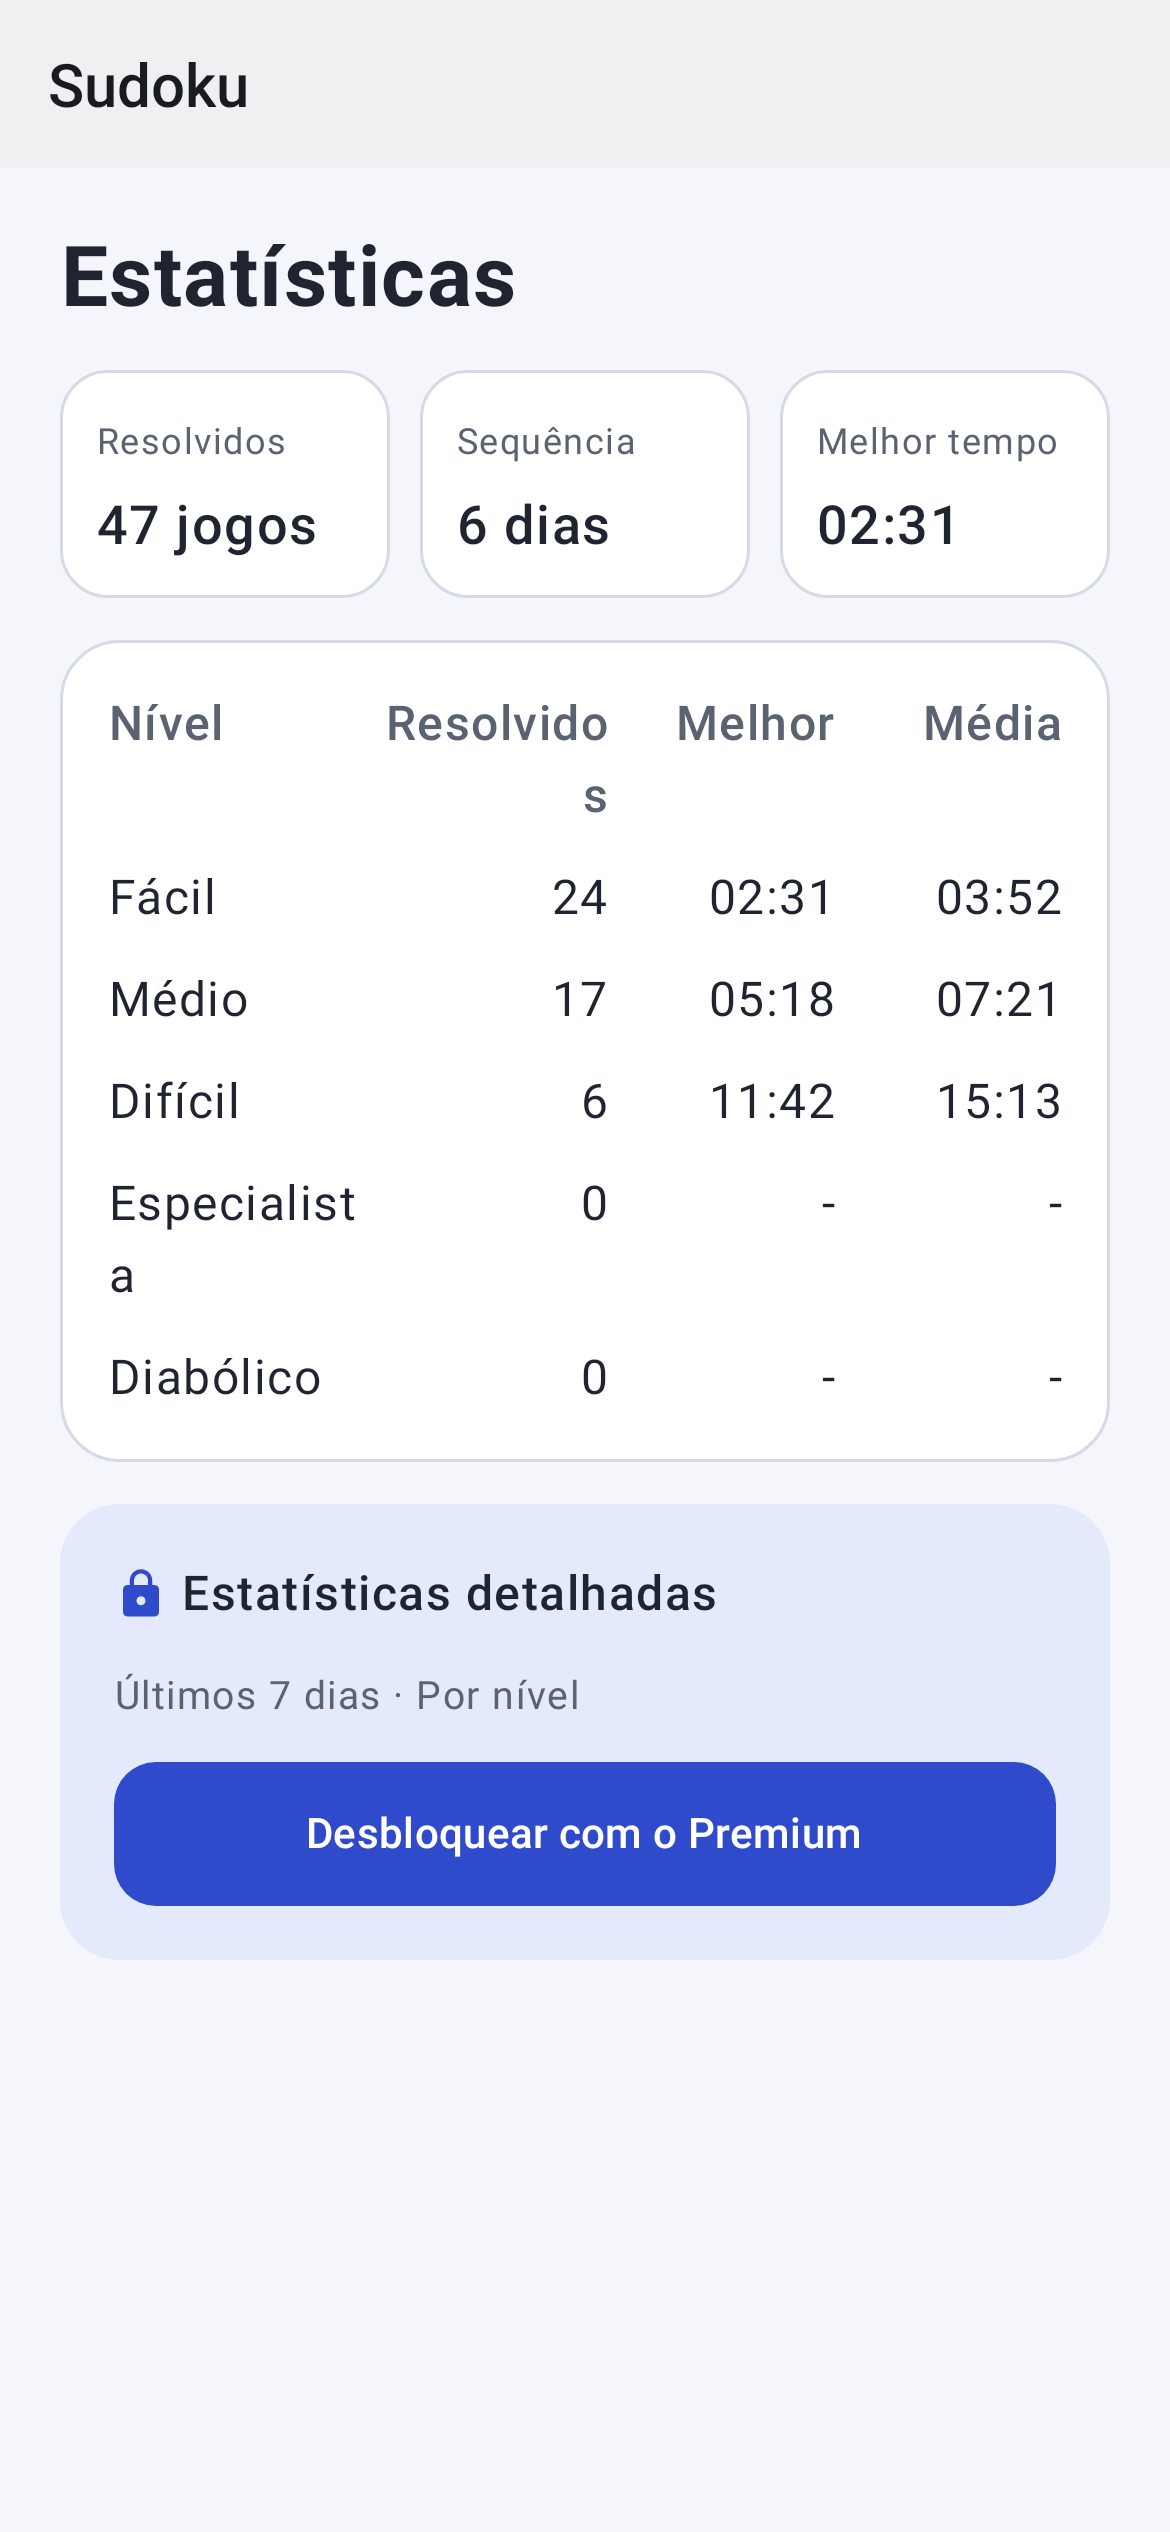 Sudoku
Estatísticas
Resolvidos
47 jogos
Sequência
6 dias
Melhor tempo
02:31
Nível Resolvido Melhor Média
s
Fácil 24 02:31 03:52
Médio 17 05:18 07:21
Difícil 6 11:42 15:13
Especialist 0 - -
a
Diabólico 0 - -
Estatísticas detalhadas
Últimos 7 dias · Por nível
Desbloquear com o Premium